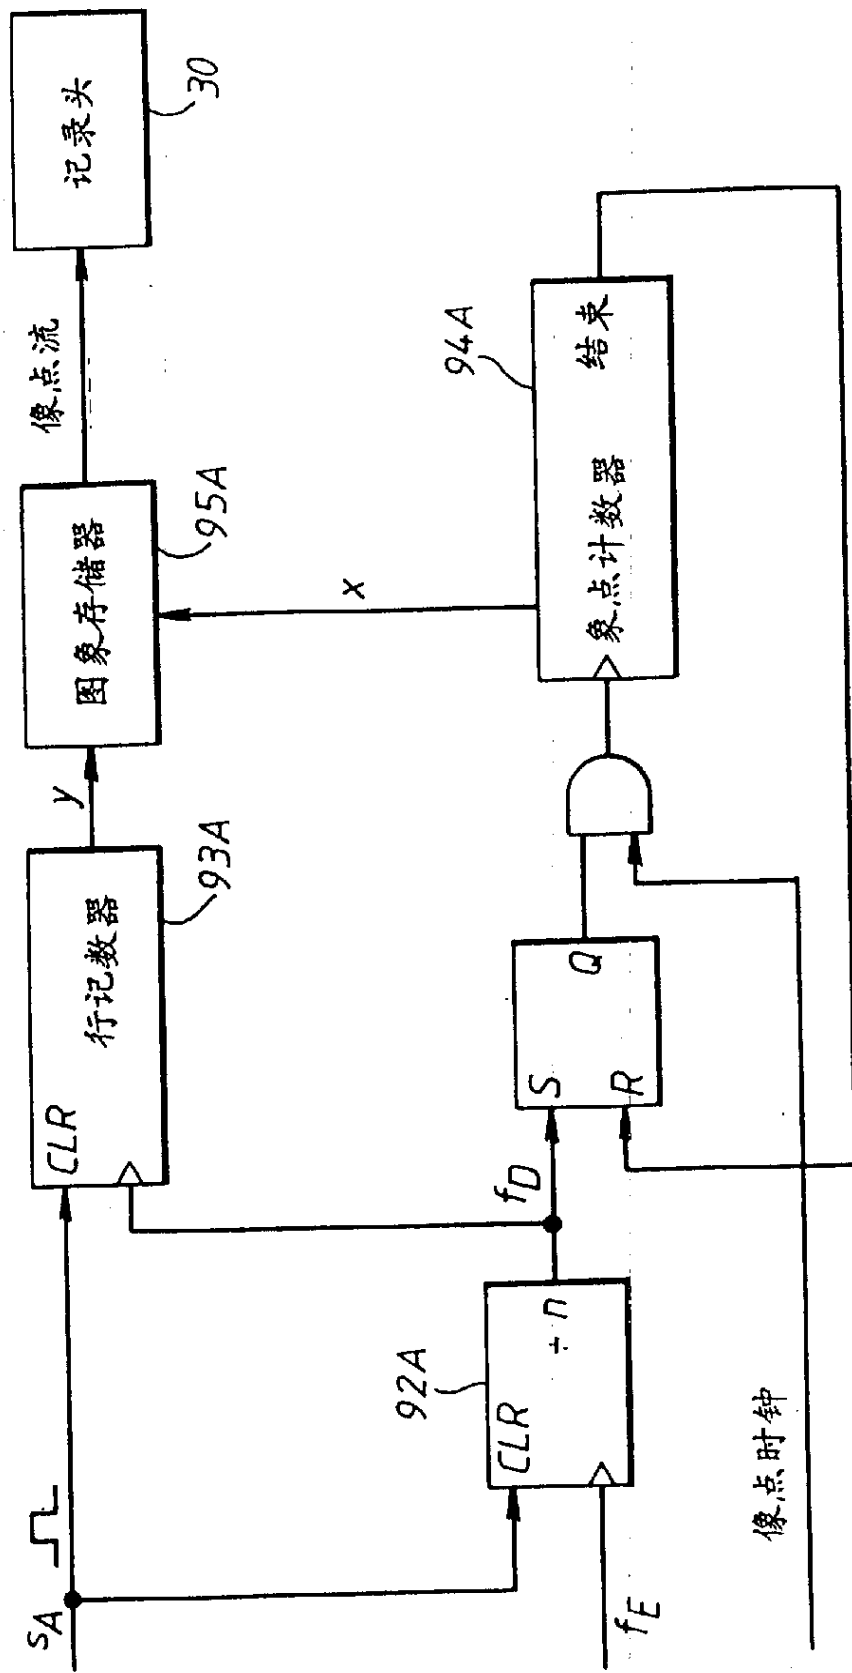 s_A
f_E
92A
CLR
÷ n
f_D
CLR
行记数器
93A
y
图象存储器
95A
像点流
记录头
30
S
R
Q
x
象点计数器
结束
94A
像点时钟